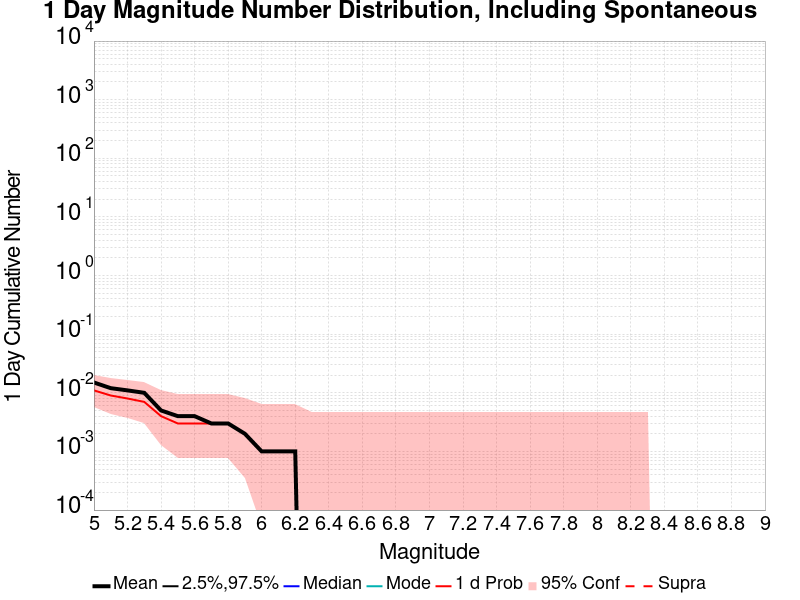 1 Day Magnitude Number Distribution, Including Spontaneous
10^4
10^3
10^2
10^1
10^0
10^-1
10^-2
10^-3
10^-4
1 Day Cumulative Number
5 5.2 5.4 5.6 5.8 6 6.2 6.4 6.6 6.8 7 7.2 7.4 7.6 7.8 8 8.2 8.4 8.6 8.8 9
Magnitude
Mean 2.5%,97.5% Median Mode 1 d Prob 95% Conf Supra